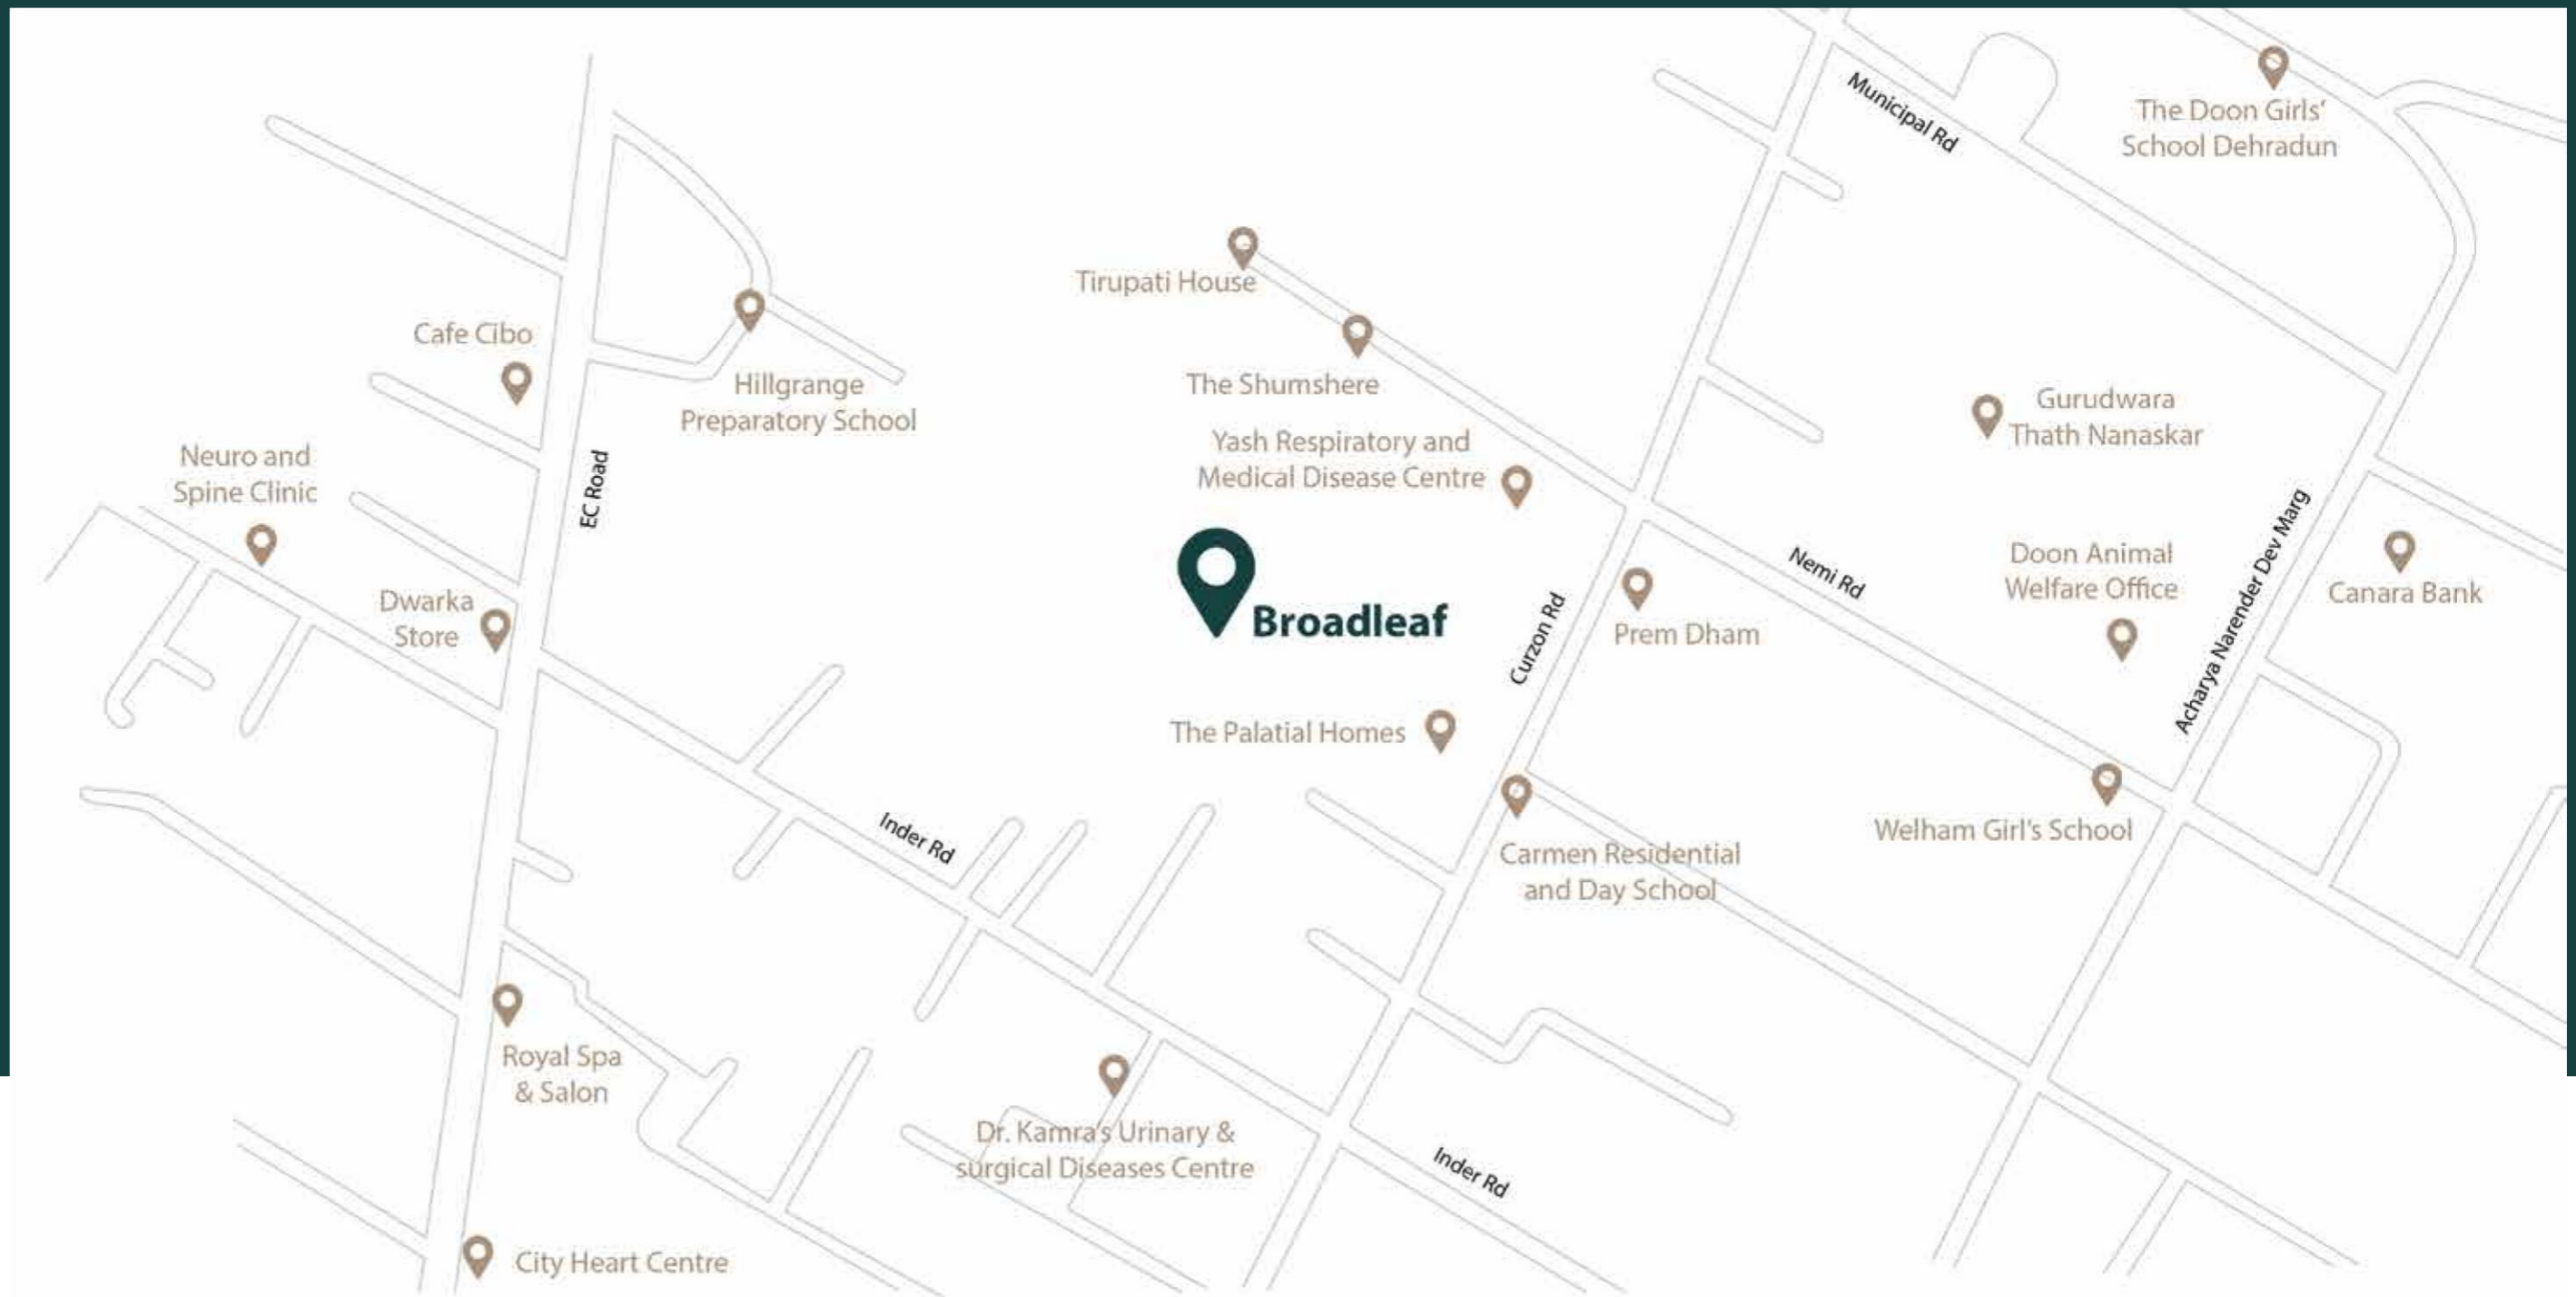 Municipal Rd
The Doon Girls'
School Dehradun
Tirupati House
Cafe Cibo
Hillgrange
Preparatory School
The Shumshere
Gurudwara
Thath Nanaskar
Yash Respiratory and
Medical Disease Centre
Neuro and
Spine Clinic
EC Road
Acharya Narender Dev Marg
Nemi Rd
Doon Animal
Welfare Office
Canara Bank
Dwarka
Store
Broadleaf
Curzon Rd
Prem Dham
The Palatial Homes
Welham Girl's School
Inder Rd
Carmen Residential
and Day School
Royal Spa
& Salon
Dr. Kamra's Urinary &
surgical Diseases Centre
Inder Rd
City Heart Centre